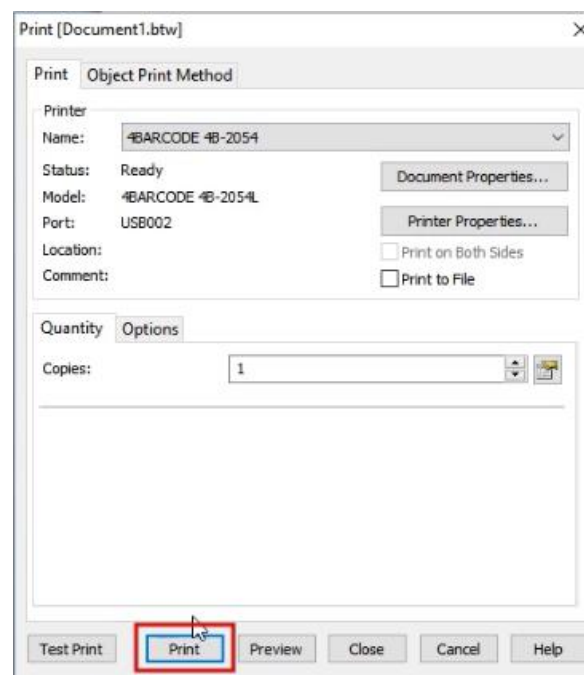 Print [Document1.btw]
Print Object Print Method
Printer
Name: 4BARCODE 4B-2054
Status: Ready
Document Properties...
Model: 4BARCODE 4B-2054L
Port: USB002
Printer Properties...
Location:
Print on Both Sides
Comment:
Print to File
Quantity Options
Copies: 1
Test Print Print Preview Close Cancel Help